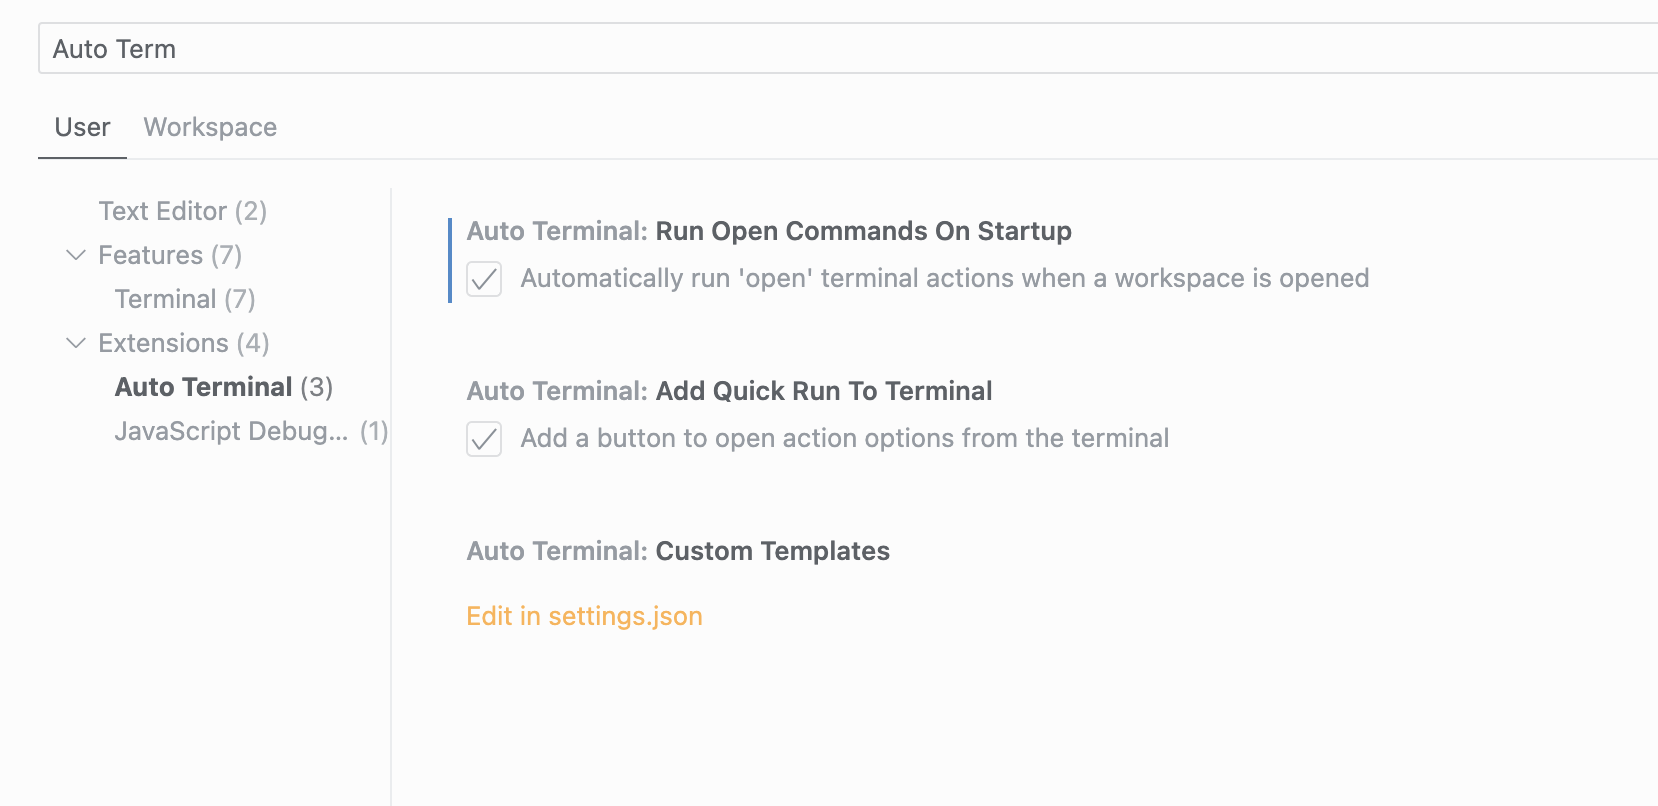 Auto Term
User Workspace
Text Editor (2)
Features (7)
Terminal (7)
Extensions (4)
Auto Terminal (3)
JavaScript Debug... (1)
Auto Terminal: Run Open Commands On Startup
Automatically run 'open' terminal actions when a workspace is opened
Auto Terminal: Add Quick Run To Terminal
Add a button to open action options from the terminal
Auto Terminal: Custom Templates
Edit in settings.json